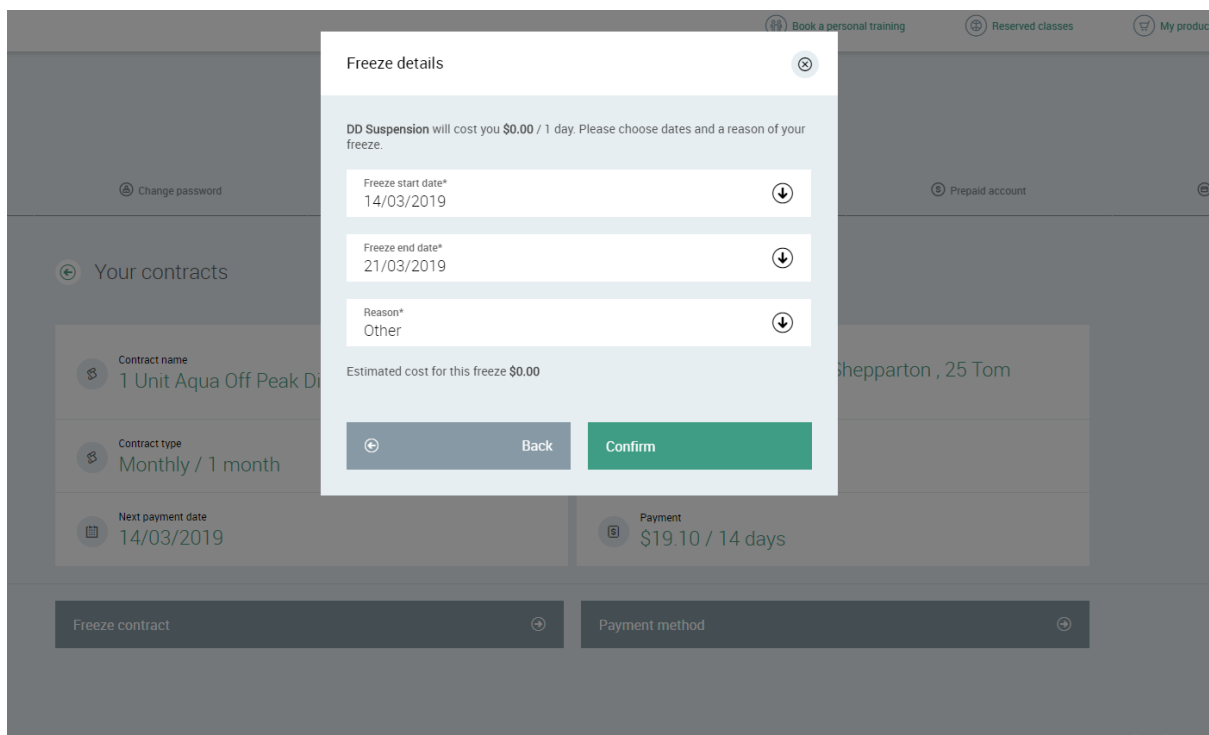 Book a personal training
Reserved classes
My produc
Freeze details
DD Suspension will cost you $0.00 / 1 day. Please choose dates and a reason of your
freeze.
Freeze start date*
14/03/2019
Change password
Prepaid account
Freeze end date*
21/03/2019
Your contracts
Reason*
Other
Estimated cost for this freeze $0.00
Contract name
1 Unit Aqua Off Peak Di
Shepparton , 25 Tom
Back
Confirm
Contract type
Monthly / 1 month
Next payment date
14/03/2019
Payment
$19.10 / 14 days
Freeze contract
Payment method